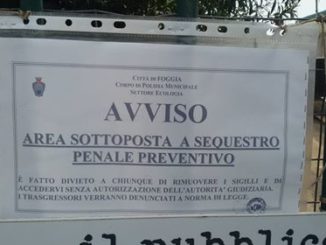 CITTÀ DI FOGGIA
CORPO DI POLIZIA MUNICIPALE
SETTORE ECOLOGIA
AVVISO
AREA SOTTOPOSTA A SEQUESTRO
PENALE PREVENTIVO
È FATTO DIVIETO A CHIUNQUE DI RIMUOVERE I SIGILLI E DI
ACCEDERVI SENZA AUTORIZZAZIONE DELL'AUTORITA' GIUDIZIARIA.
I TRASGRESSORI VERRANNO DENUNCIATI A NORMA DI LEGGE.
il pubblic